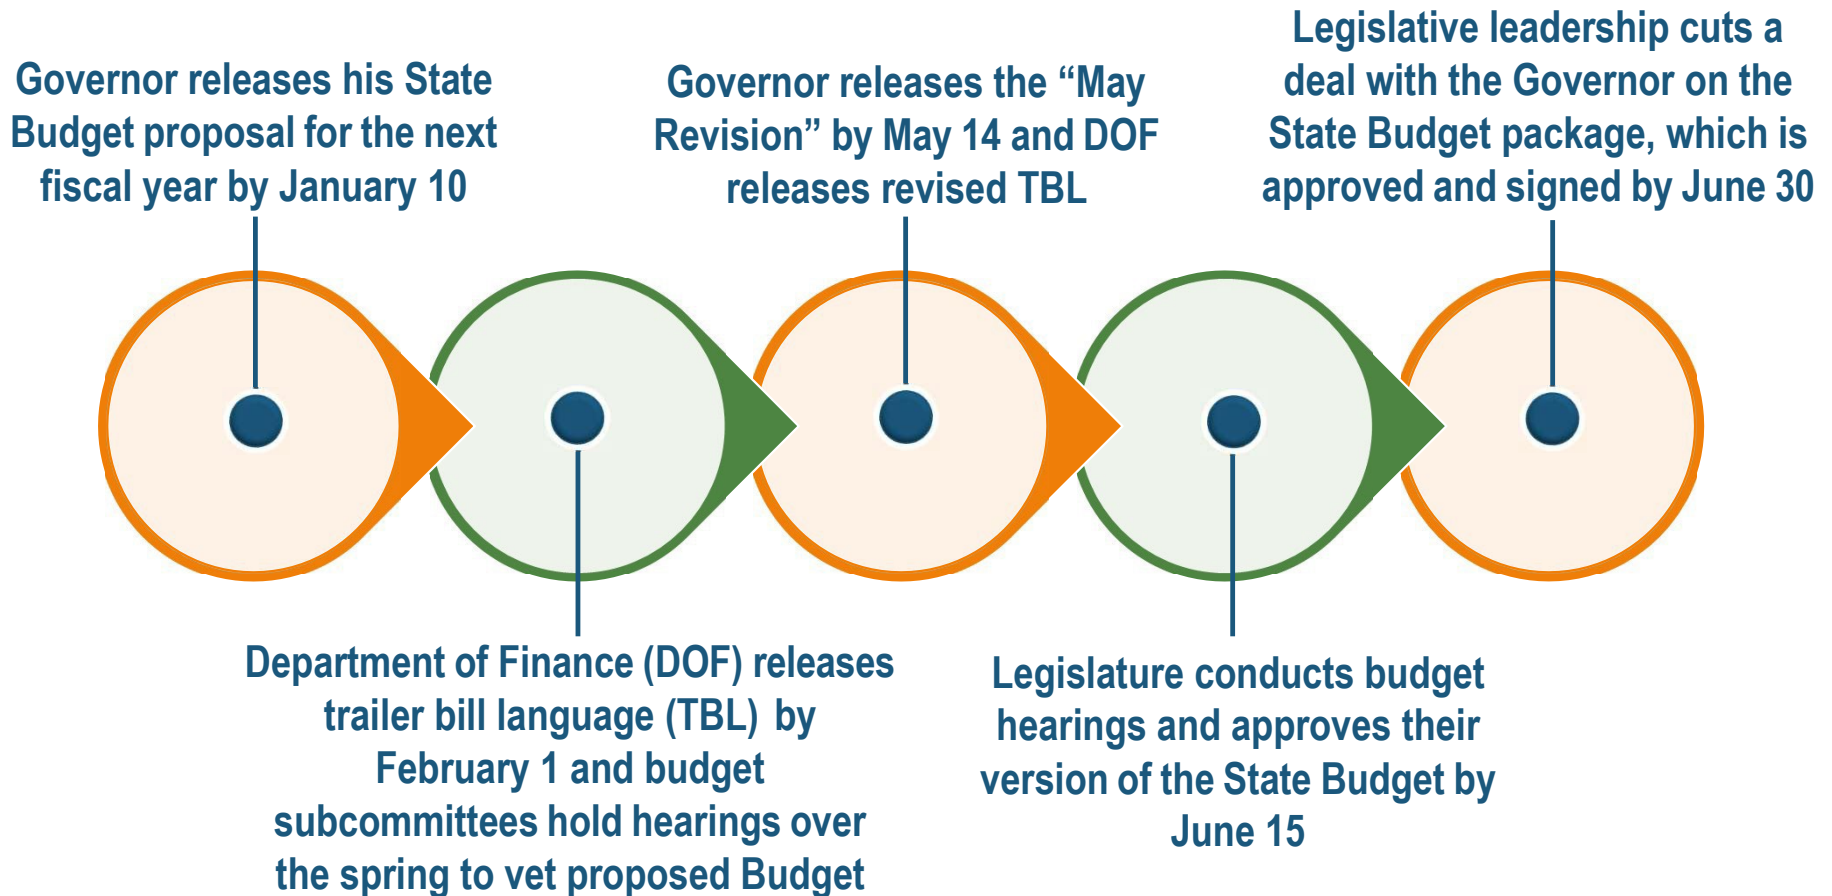 Governor releases his State
Budget proposal for the next
fiscal year by January 10
Department of Finance (DOF) releases
trailer bill language (TBL) by
February 1 and budget
subcommittees hold hearings over
the spring to vet proposed Budget
Governor releases the “May
Revision” by May 14 and DOF
releases revised TBL
Legislature conducts budget
hearings and approves their
version of the State Budget by
June 15
Legislative leadership cuts a
deal with the Governor on the
State Budget package, which is
approved and signed by June 30